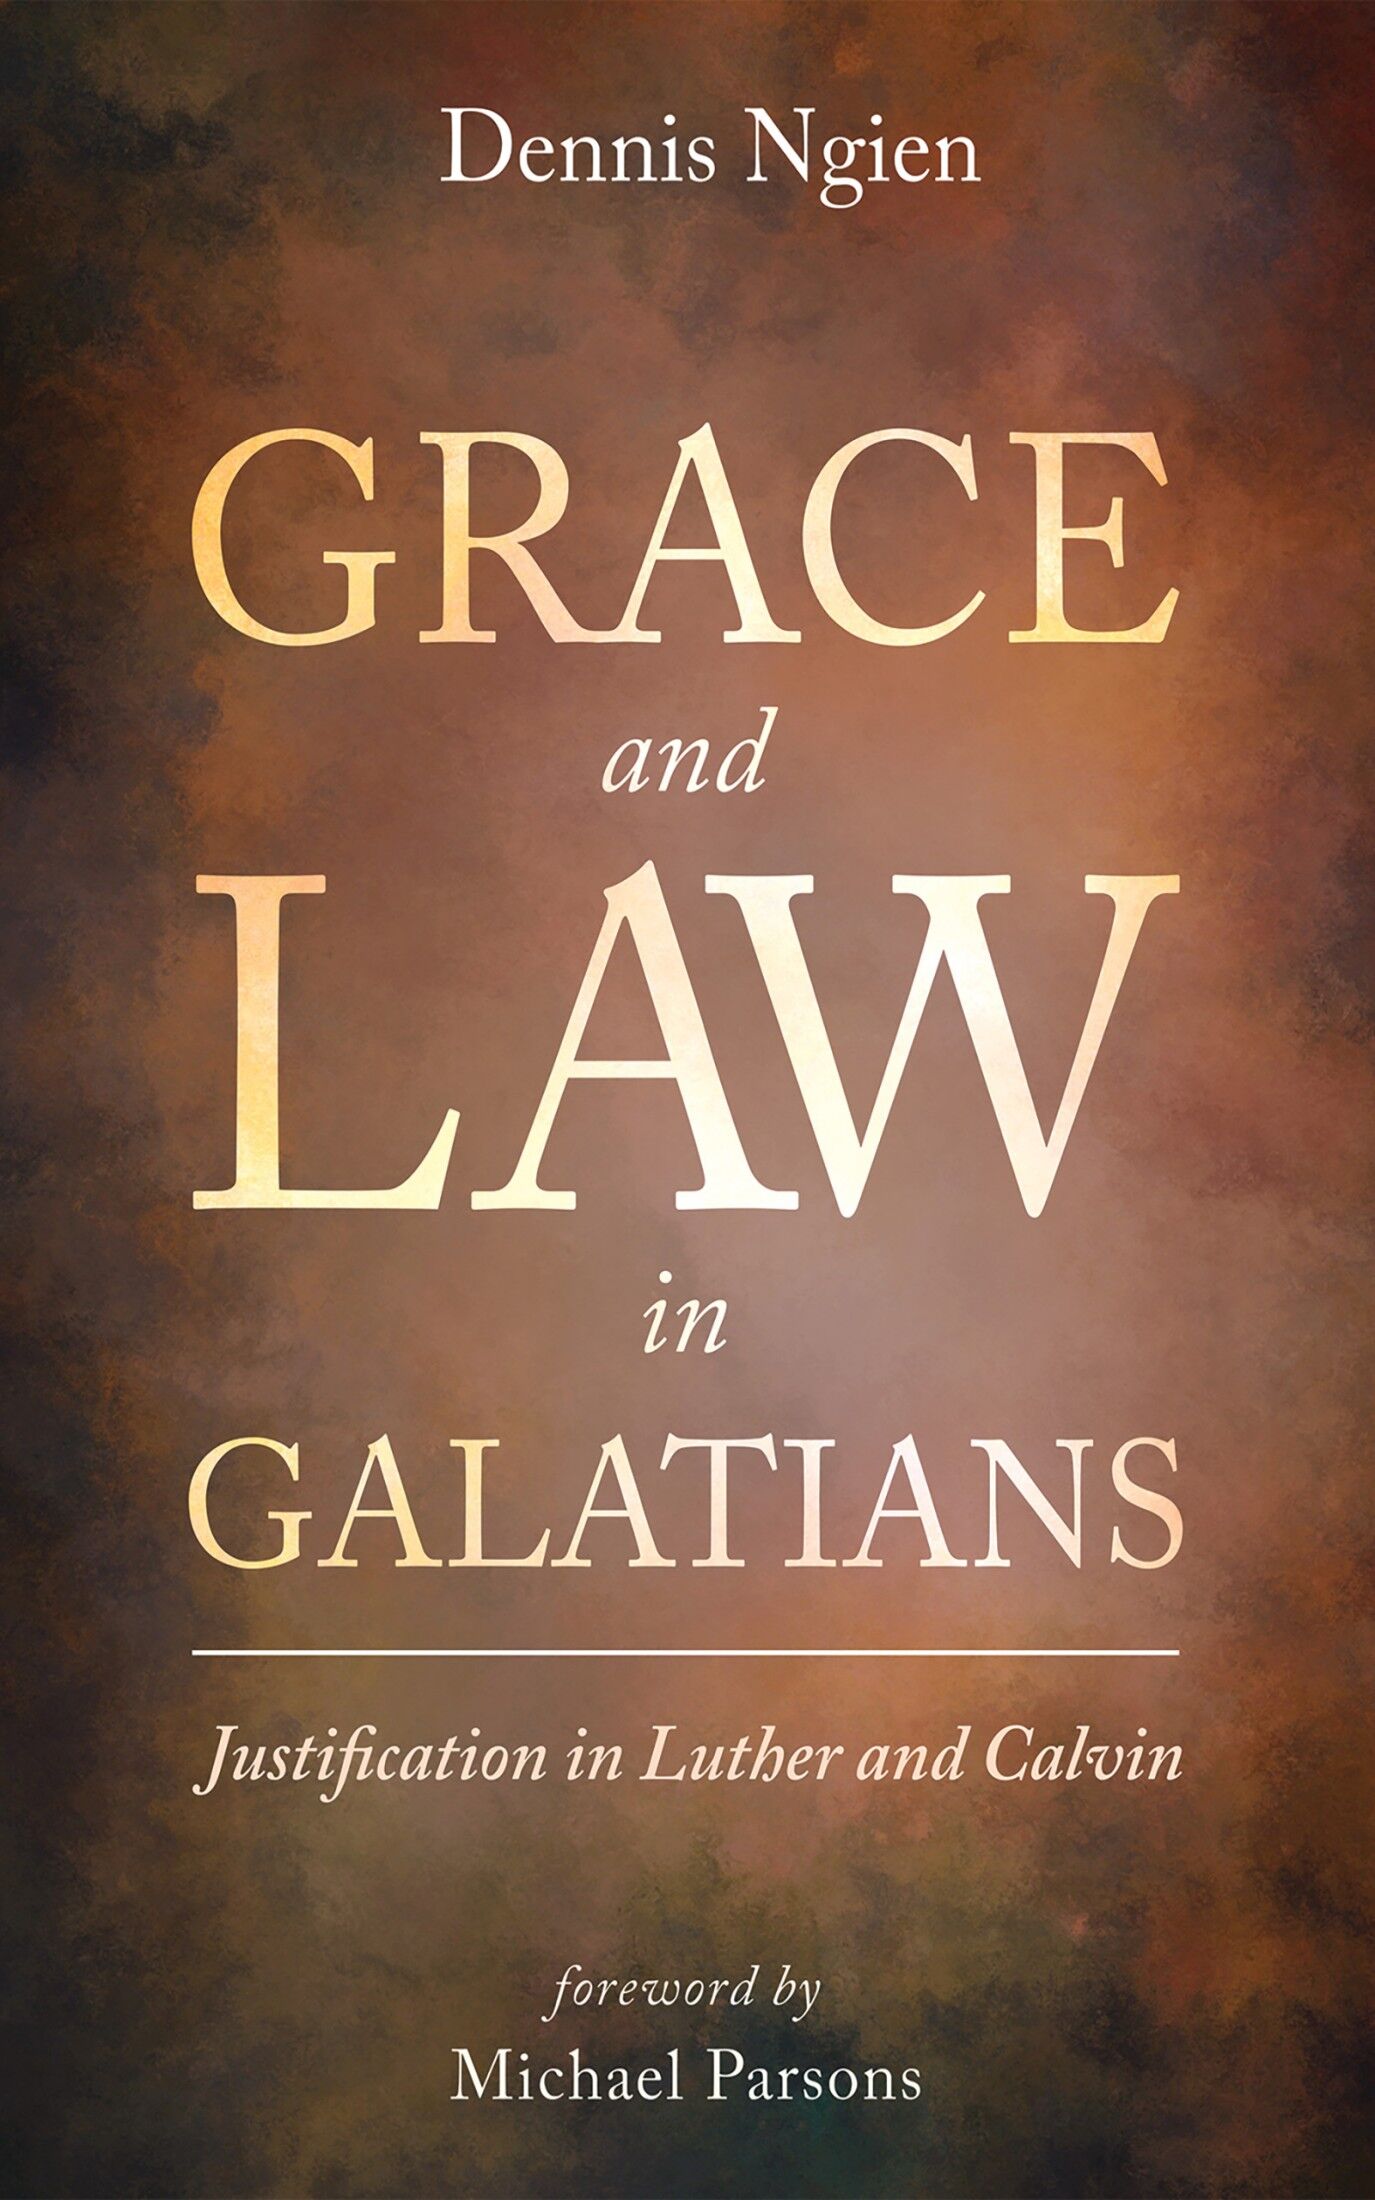 Dennis Ngien
GRACE
and
LAW
in
GALATIANS
Justification in Luther and Calvin
foreword by
Michael Parsons